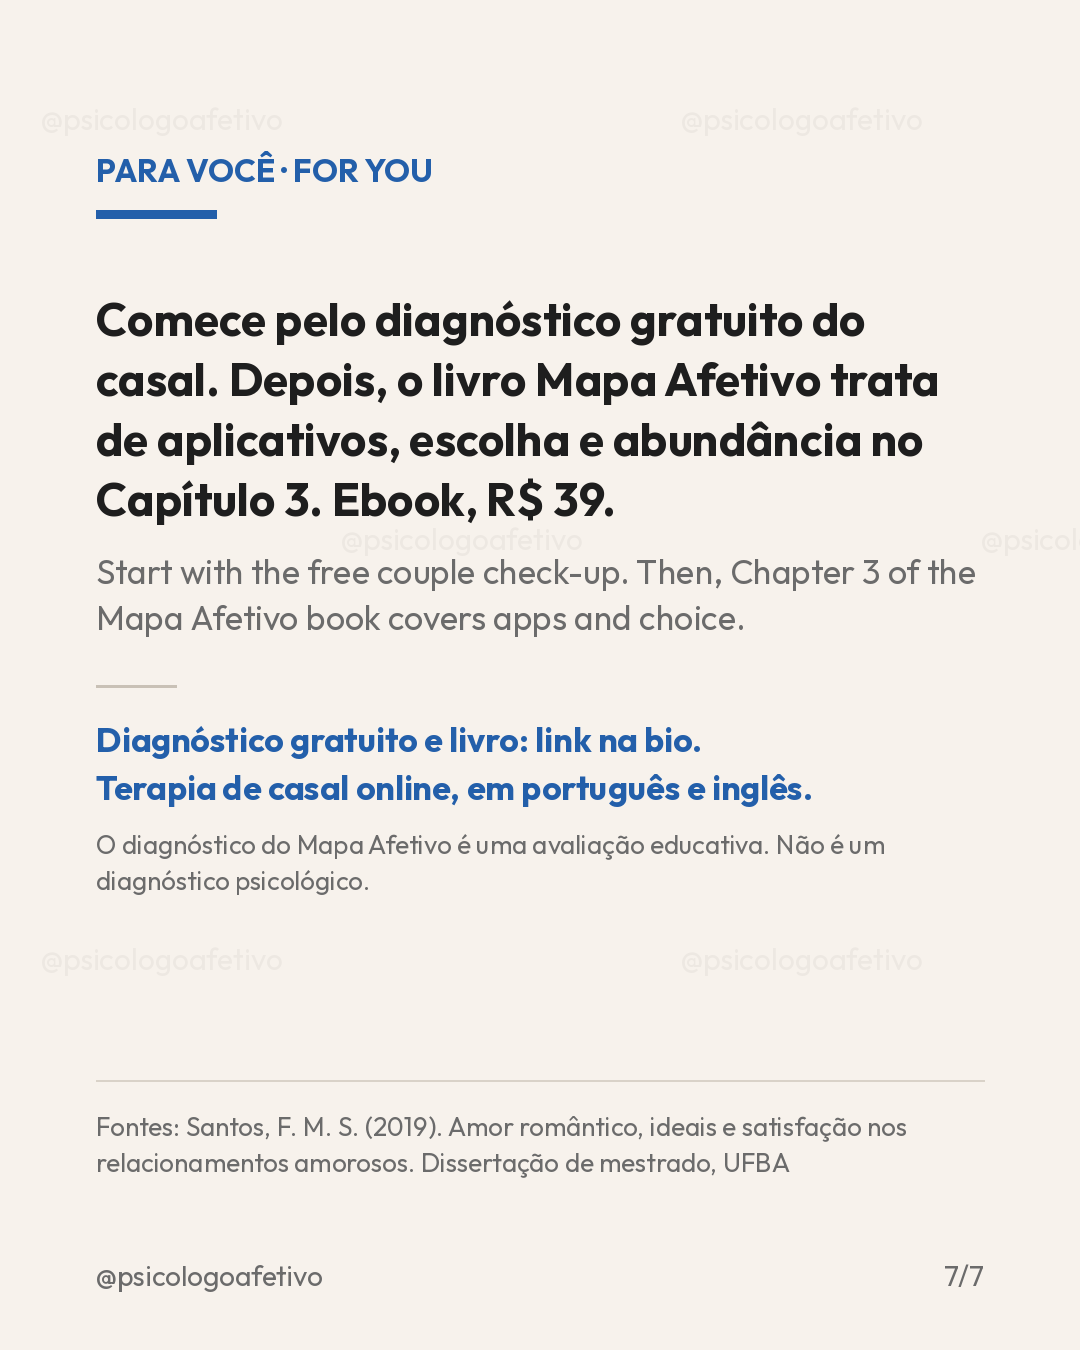 @psicologoafetivo @psicologoafetivo
PARA VOCÊ · FOR YOU
Comece pelo diagnóstico gratuito do
casal. Depois, o livro Mapa Afetivo trata
de aplicativos, escolha e abundância no
Capítulo 3. Ebook, R$ 39.
@psicologoafetivo @psicol
Start with the free couple check-up. Then, Chapter 3 of the
Mapa Afetivo book covers apps and choice.
Diagnóstico gratuito e livro: link na bio.
Terapia de casal online, em português e inglês.
O diagnóstico do Mapa Afetivo é uma avaliação educativa. Não é um
diagnóstico psicológico.
@psicologoafetivo @psicologoafetivo
Fontes: Santos, F. M. S. (2019). Amor romântico, ideais e satisfação nos
relacionamentos amorosos. Dissertação de mestrado, UFBA
@psicologoafetivo 7/7